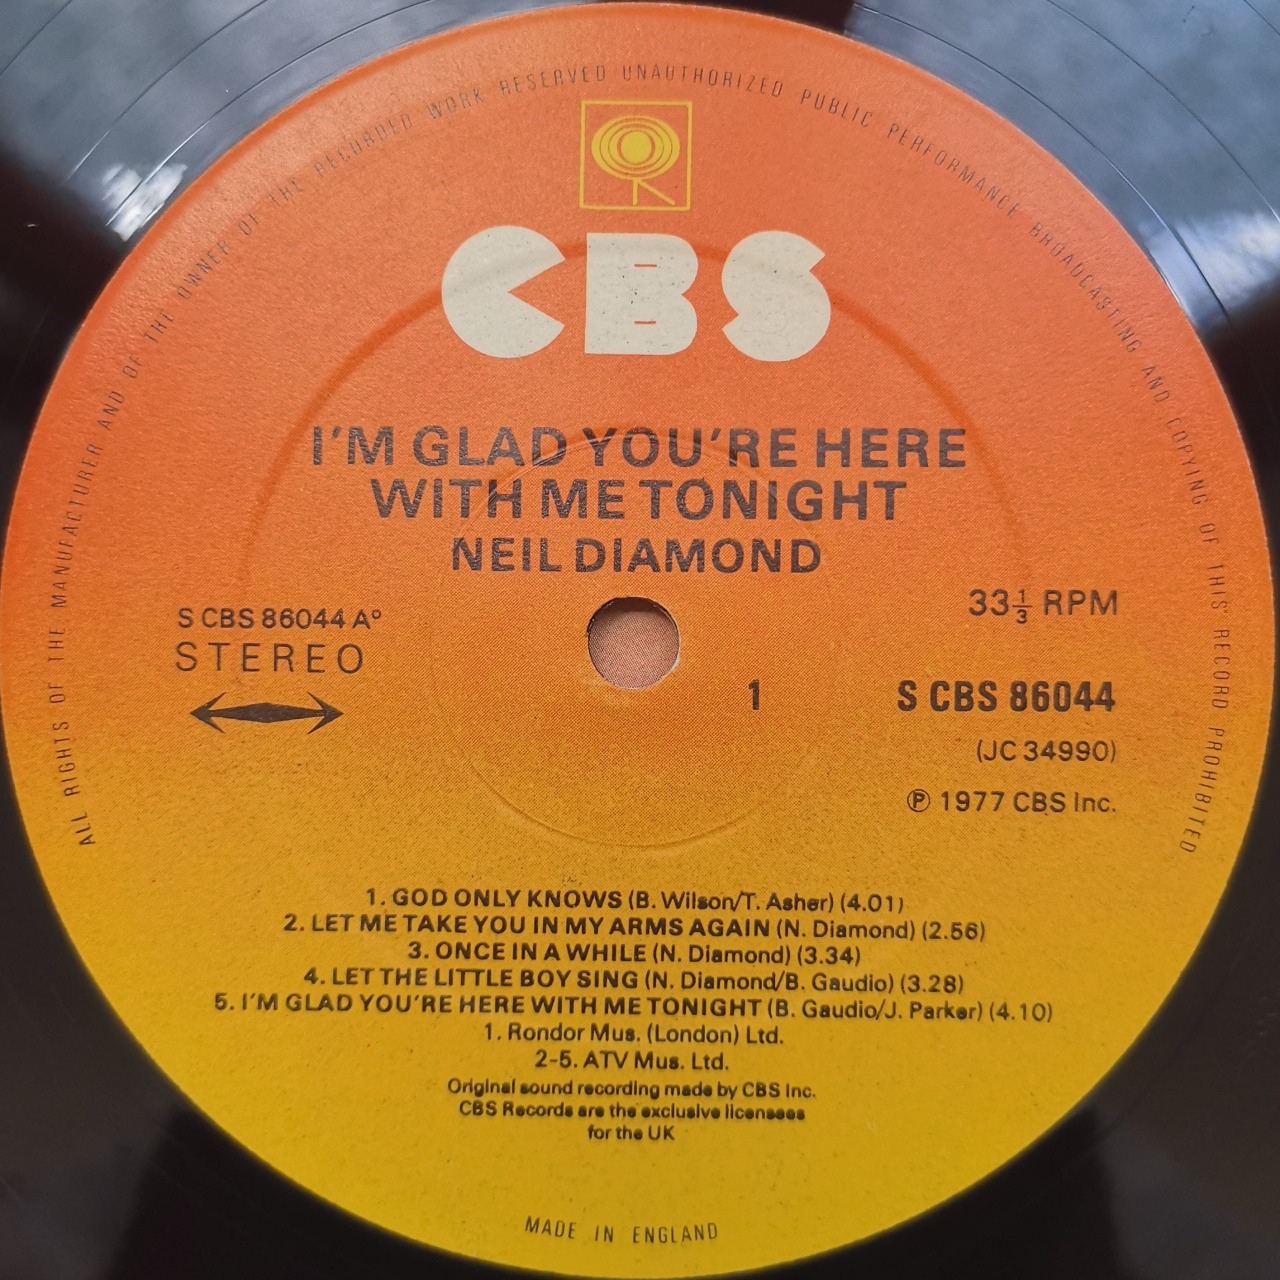 ALL RIGHTS OF THE MANUFACTURER AND OF THE OWNER OF THE RECORDED WORK RESERVED UNAUTHORIZED PUBLIC PERFORMANCE BROADCASTING AND COPYING OF THIS RECORD PROHIBITED
CBS
I'M GLAD YOU'RE HERE
WITH ME TONIGHT
NEIL DIAMOND
S CBS 86044 Aº
STEREO
33⅓ RPM
1
S CBS 86044
(JC 34990)
℗ 1977 CBS Inc.
1. GOD ONLY KNOWS (B. Wilson/T. Asher) (4.01)
2. LET ME TAKE YOU IN MY ARMS AGAIN (N. Diamond) (2.56)
3. ONCE IN A WHILE (N. Diamond) (3.34)
4. LET THE LITTLE BOY SING (N. Diamond/B. Gaudio) (3.28)
5. I'M GLAD YOU'RE HERE WITH ME TONIGHT (B. Gaudio/J. Parker) (4.10)
1. Rondor Mus. (London) Ltd.
2-5. ATV Mus. Ltd.
Original sound recording made by CBS Inc.
CBS Records are the exclusive licensees
for the UK
MADE IN ENGLAND